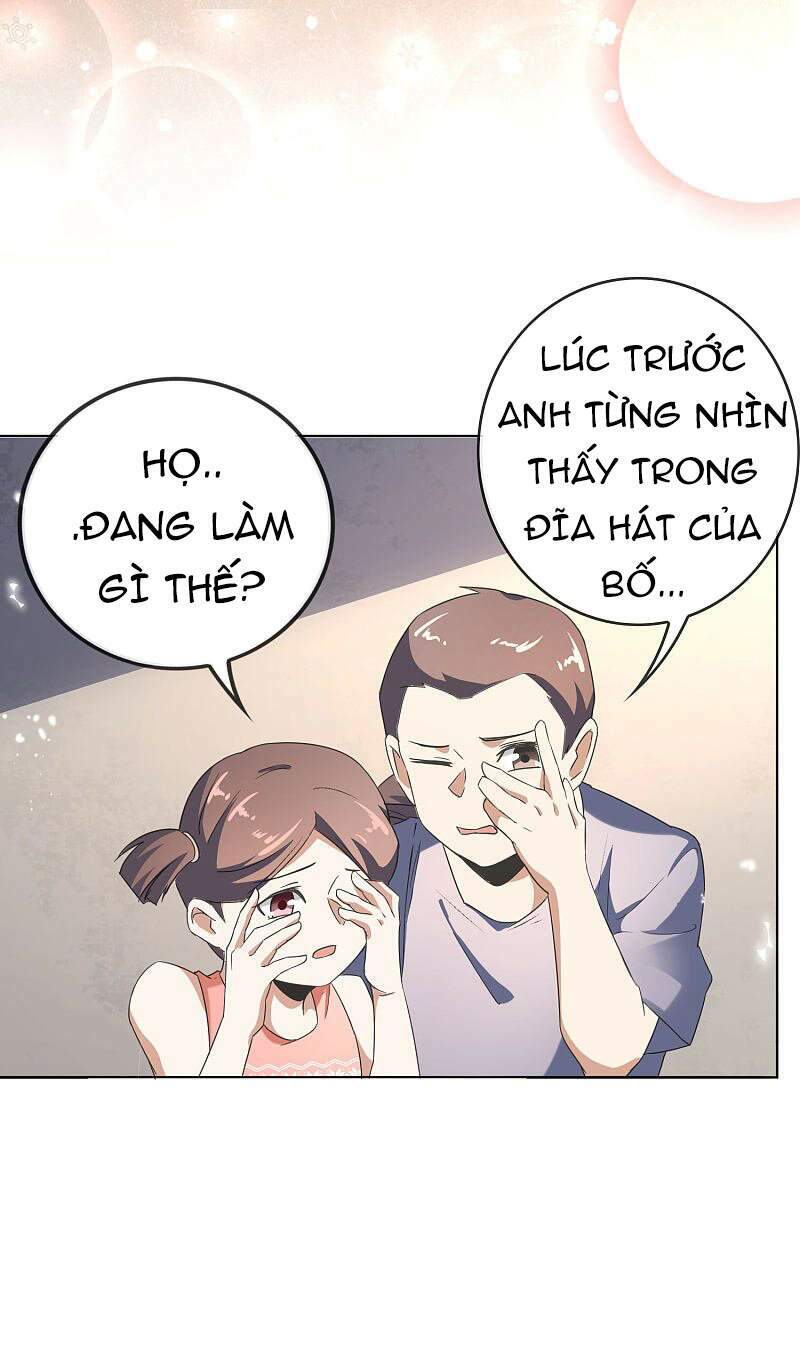 HỌ..
.ĐANG LÀM
GÌ THẾ?
LÚC TRƯỚC
ANH TỪNG NHÌN
THẤY TRONG
ĐĨA HÁT CỦA
BỐ...